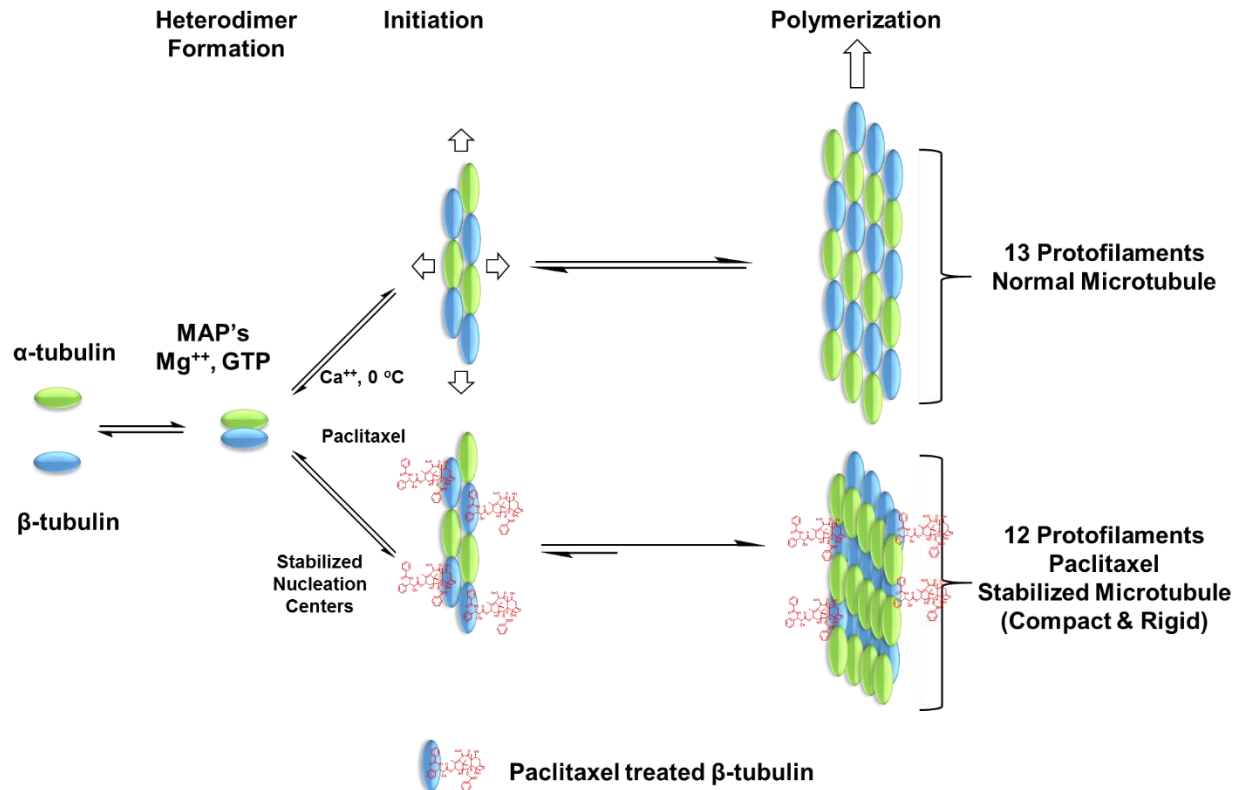 Heterodimer
Formation
Initiation
Polymerization
α-tubulin
β-tubulin
MAP's
Mg⁺⁺, GTP
Ca⁺⁺, 0 ºC
Paclitaxel
Stabilized
Nucleation
Centers
13 Protofilaments
Normal Microtubule
12 Protofilaments
Paclitaxel
Stabilized Microtubule
(Compact & Rigid)
Paclitaxel treated β-tubulin